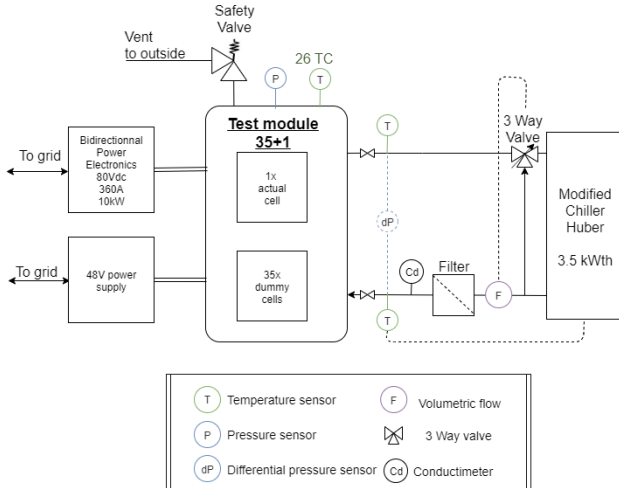 Safety
Valve
Vent
to outside
26 TC
P
T
To grid
Bidirectionnal
Power
Electronics
80Vdc
360A
10kW
Test module
35+1
1x
actual
cell
T
3 Way
Valve
Modified
Chiller
Huber
3.5 kWth
dP
To grid
48V power
supply
35x
dummy
cells
Cd
Filter
F
T
T
Temperature sensor
F
Volumetric flow
P
Pressure sensor
3 Way valve
dP
Differential pressure sensor
Cd
Conductimeter